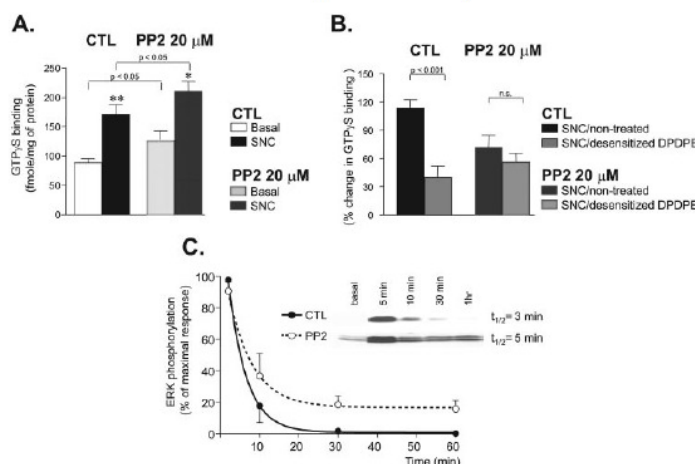 A.
CTL PP2 20 μM
p < 0.05
p < 0.05
**
*
GTPγS binding
(fmole/mg of protein)
250
200
150
100
50
0
CTL
Basal
SNC
PP2 20 μM
Basal
SNC
B.
CTL PP2 20 μM
p < 0.001
n.s.
GTPγS binding
(% change in GTPγS binding)
150
120
90
60
30
0
CTL
SNC/non-treated
SNC/desensitized DPDPE
PP2 20 μM
SNC/non-treated
SNC/desensitized DPDPE
C.
ERK phosphorylation
(% of maximal response)
100
80
60
40
20
0
CTL
PP2
basal 5 min 10 min 30 min 1hr
t1/2= 3 min
t1/2= 5 min
10 20 30 40 50 60
Time (min)